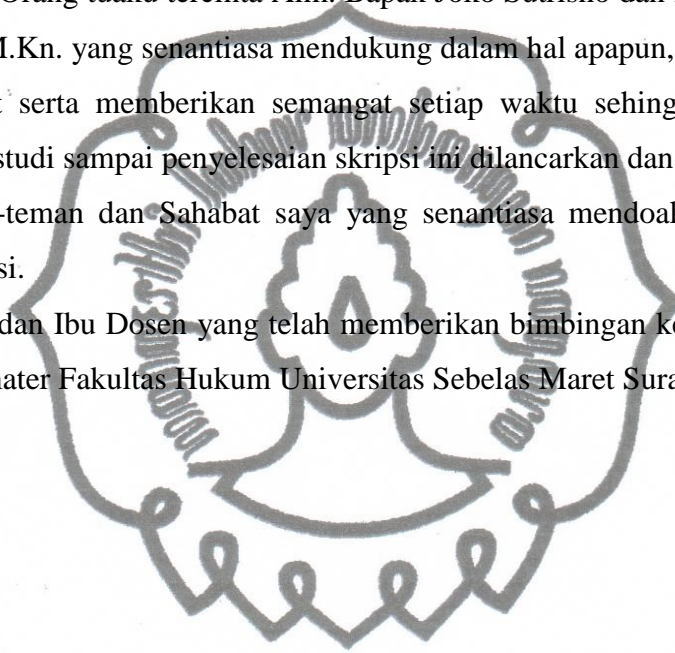 Orang tuaku tercinta Alm. Bapak Joko Sutrisno dan
M.Kn. yang senantiasa mendukung dalam hal apapun,
serta memberikan semangat setiap waktu sehing
studi sampai penyelesaian skripsi ini dilancarkan dan
-teman dan Sahabat saya yang senantiasa mendoak
si.
dan Ibu Dosen yang telah memberikan bimbingan ke
ater Fakultas Hukum Universitas Sebelas Maret Sura